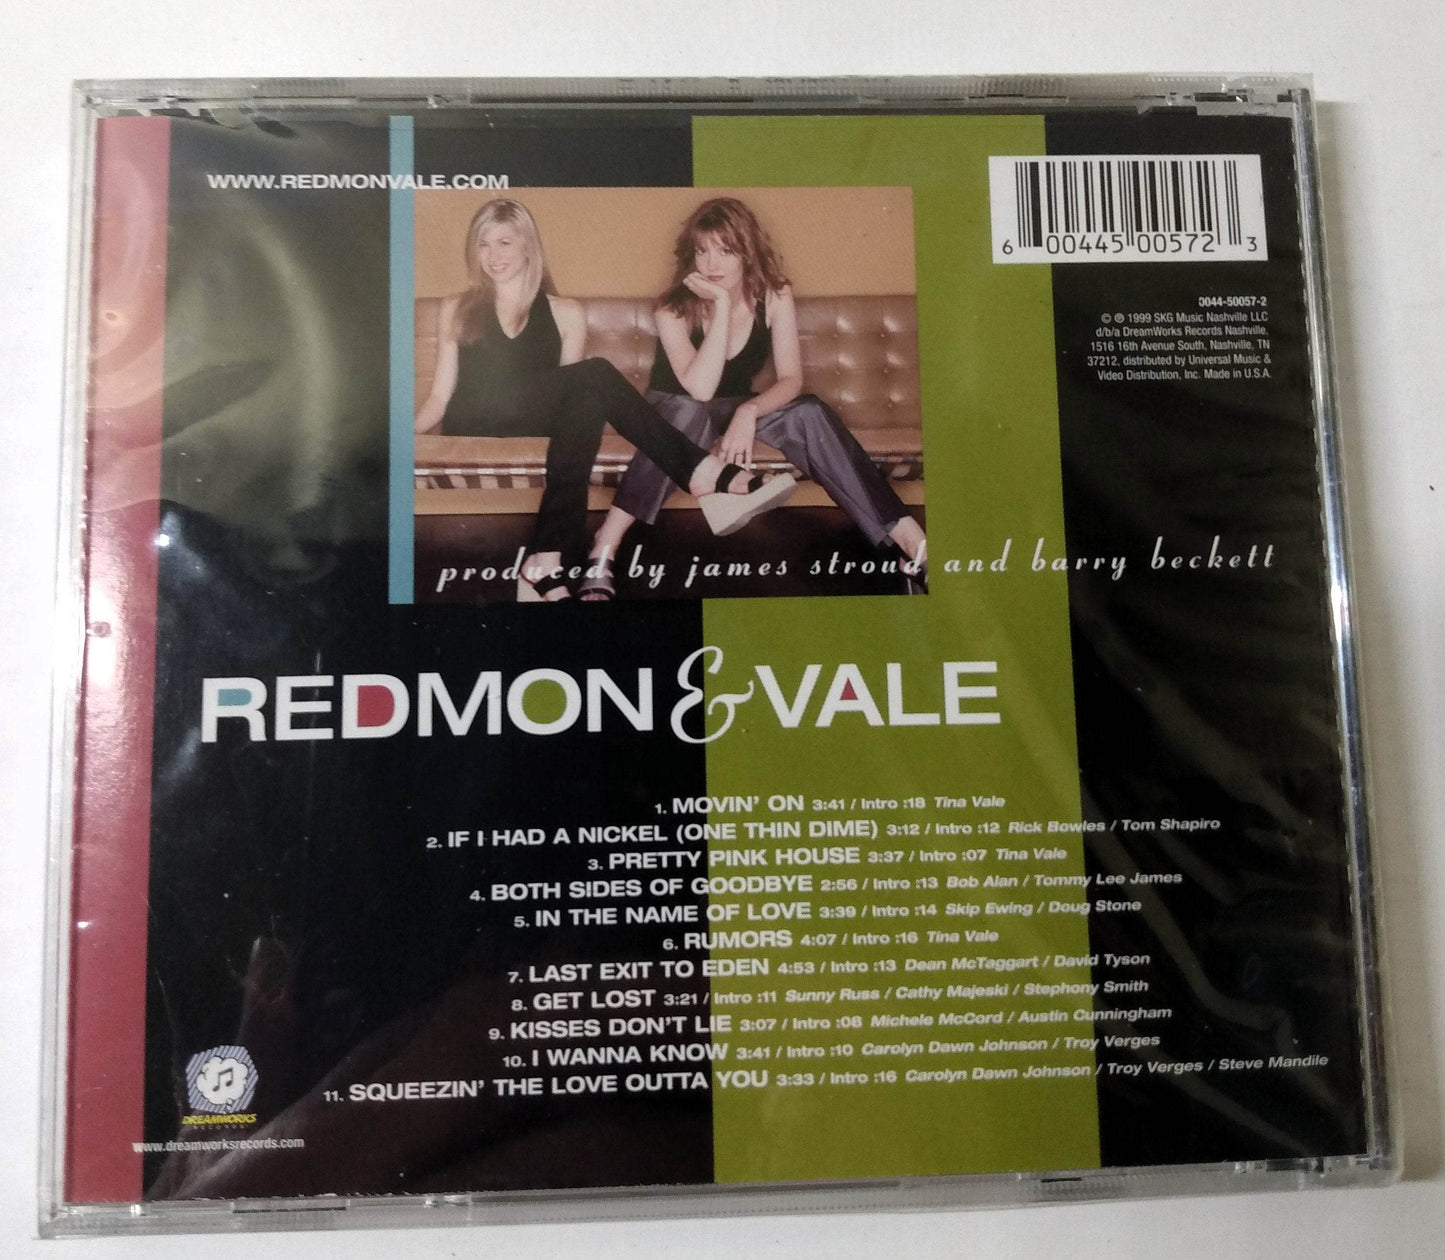 WWW.REDMONVALE.COM
6 00445 00572 3
0044-50057-2
© ℗ 1999 SKG Music Nashville LLC
d/b/a DreamWorks Records Nashville,
1516 16th Avenue South, Nashville, TN
37212, distributed by Universal Music &
Video Distribution, Inc. Made in U.S.A.
produced by james stroud and barry beckett
REDMON & VALE
1. MOVIN' ON 3:41 / Intro :18 Tina Vale
2. IF I HAD A NICKEL (ONE THIN DIME) 3:12 / Intro :12 Rick Bowles / Tom Shapiro
3. PRETTY PINK HOUSE 3:37 / Intro :07 Tina Vale
4. BOTH SIDES OF GOODBYE 2:56 / Intro :13 Bob Alan / Tommy Lee James
5. IN THE NAME OF LOVE 3:39 / Intro :14 Skip Ewing / Doug Stone
6. RUMORS 4:07 / Intro :16 Tina Vale
7. LAST EXIT TO EDEN 4:53 / Intro :13 Dean McTaggart / David Tyson
8. GET LOST 3:21 / Intro :11 Sunny Russ / Cathy Majeski / Stephony Smith
9. KISSES DON'T LIE 3:07 / Intro :08 Michele McCord / Austin Cunningham
10. I WANNA KNOW 3:41 / Intro :10 Carolyn Dawn Johnson / Troy Verges
11. SQUEEZIN' THE LOVE OUTTA YOU 3:33 / Intro :16 Carolyn Dawn Johnson / Troy Verges / Steve Mandile
DREAMWORKS
RECORDS
www.dreamworksrecords.com